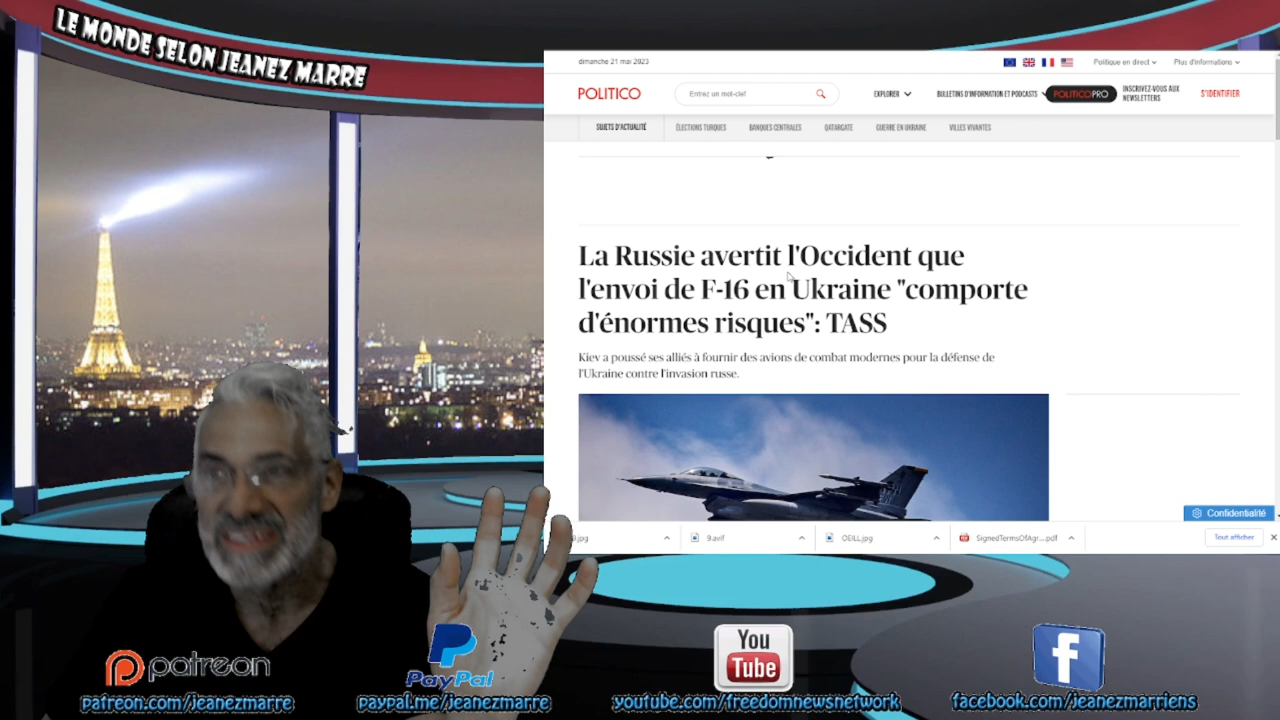 LE MONDE SELON JEANEZ MARRE
dimanche 21 mai 2023
Politique en direct
Plus d'informations
POLITICO
Entrez un mot-clef
EXPLORER
BULLETINS D'INFORMATION ET PODCASTS
POLITICOPRO
INSCRIVEZ-VOUS AUX
NEWSLETTERS
S'IDENTIFIER
SUJETS D'ACTUALITÉ
ÉLECTIONS TURQUES
BANQUES CENTRALES
QATARGATE
GUERRE EN UKRAINE
VILLES VIVANTES
La Russie avertit l'Occident que
l'envoi de F-16 en Ukraine "comporte
d'énormes risques": TASS
Kiev a poussé ses alliés à fournir des avions de combat modernes pour la défense de
l'Ukraine contre l'invasion russe.
Confidentialité
9.jpg
9.avif
OEILL.jpg
SignedTermsOfAgr....pdf
Tout afficher
patreon
PayPal
You
Tube
patreon.com/jeanezmarre
paypal.me/jeanezmarre
youtube.com/freedomnewsnetwork
facebook.com/jeanezmarriens